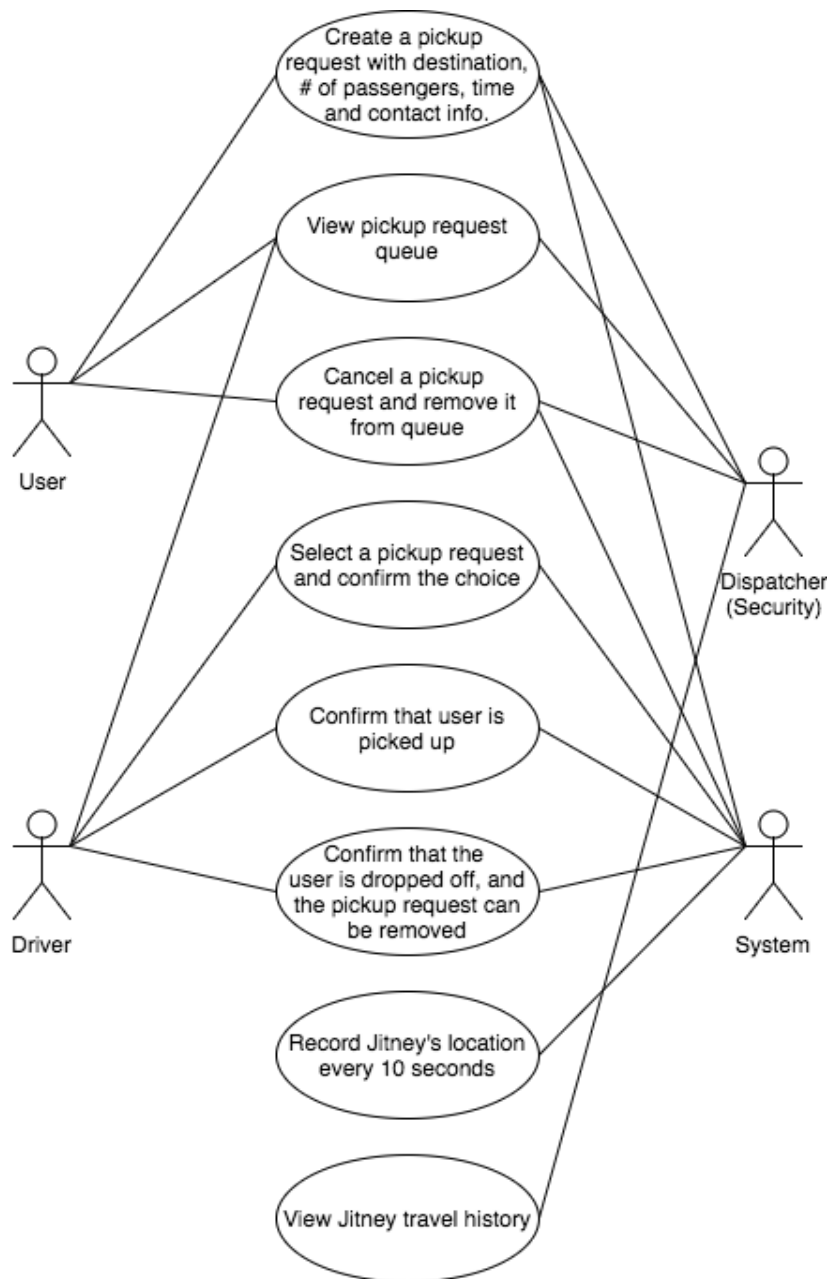 Create a pickup
request with destination,
# of passengers, time
and contact info.
View pickup request
queue
Cancel a pickup
request and remove it
from queue
User
Select a pickup request
and confirm the choice
Dispatcher
(Security)
Confirm that user is
picked up
Confirm that the
user is dropped off, and
the pickup request can
be removed
Driver
System
Record Jitney's location
every 10 seconds
View Jitney travel history